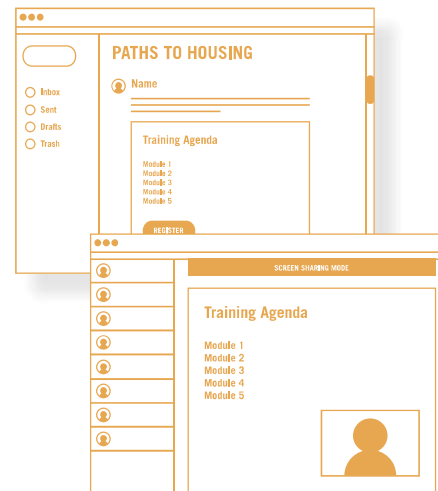 PATHS TO HOUSING
Inbox
Sent
Drafts
Trash
Name
Training Agenda
Module 1
Module 2
Module 3
Module 4
Module 5
REGISTER
SCREEN SHARING MODE
Training Agenda
Module 1
Module 2
Module 3
Module 4
Module 5